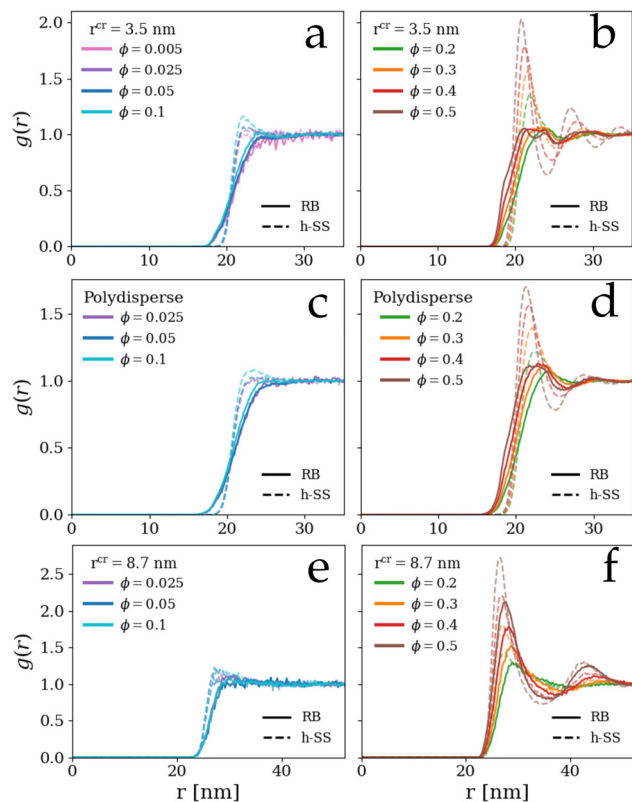 a
r^cr = 3.5 nm
ϕ = 0.005
ϕ = 0.025
ϕ = 0.05
ϕ = 0.1
RB
h-SS
g(r)
0.0
0.5
1.0
1.5
2.0
0
10
20
30
b
r^cr = 3.5 nm
ϕ = 0.2
ϕ = 0.3
ϕ = 0.4
ϕ = 0.5
RB
h-SS
0
10
20
30
c
Polydisperse
ϕ = 0.025
ϕ = 0.05
ϕ = 0.1
RB
h-SS
g(r)
0.0
0.5
1.0
1.5
0
10
20
30
d
Polydisperse
ϕ = 0.2
ϕ = 0.3
ϕ = 0.4
ϕ = 0.5
RB
h-SS
0
10
20
30
e
r^cr = 8.7 nm
ϕ = 0.025
ϕ = 0.05
ϕ = 0.1
RB
h-SS
g(r)
0.0
0.5
1.0
1.5
2.0
2.5
0
20
40
r [nm]
f
r^cr = 8.7 nm
ϕ = 0.2
ϕ = 0.3
ϕ = 0.4
ϕ = 0.5
RB
h-SS
0
20
40
r [nm]